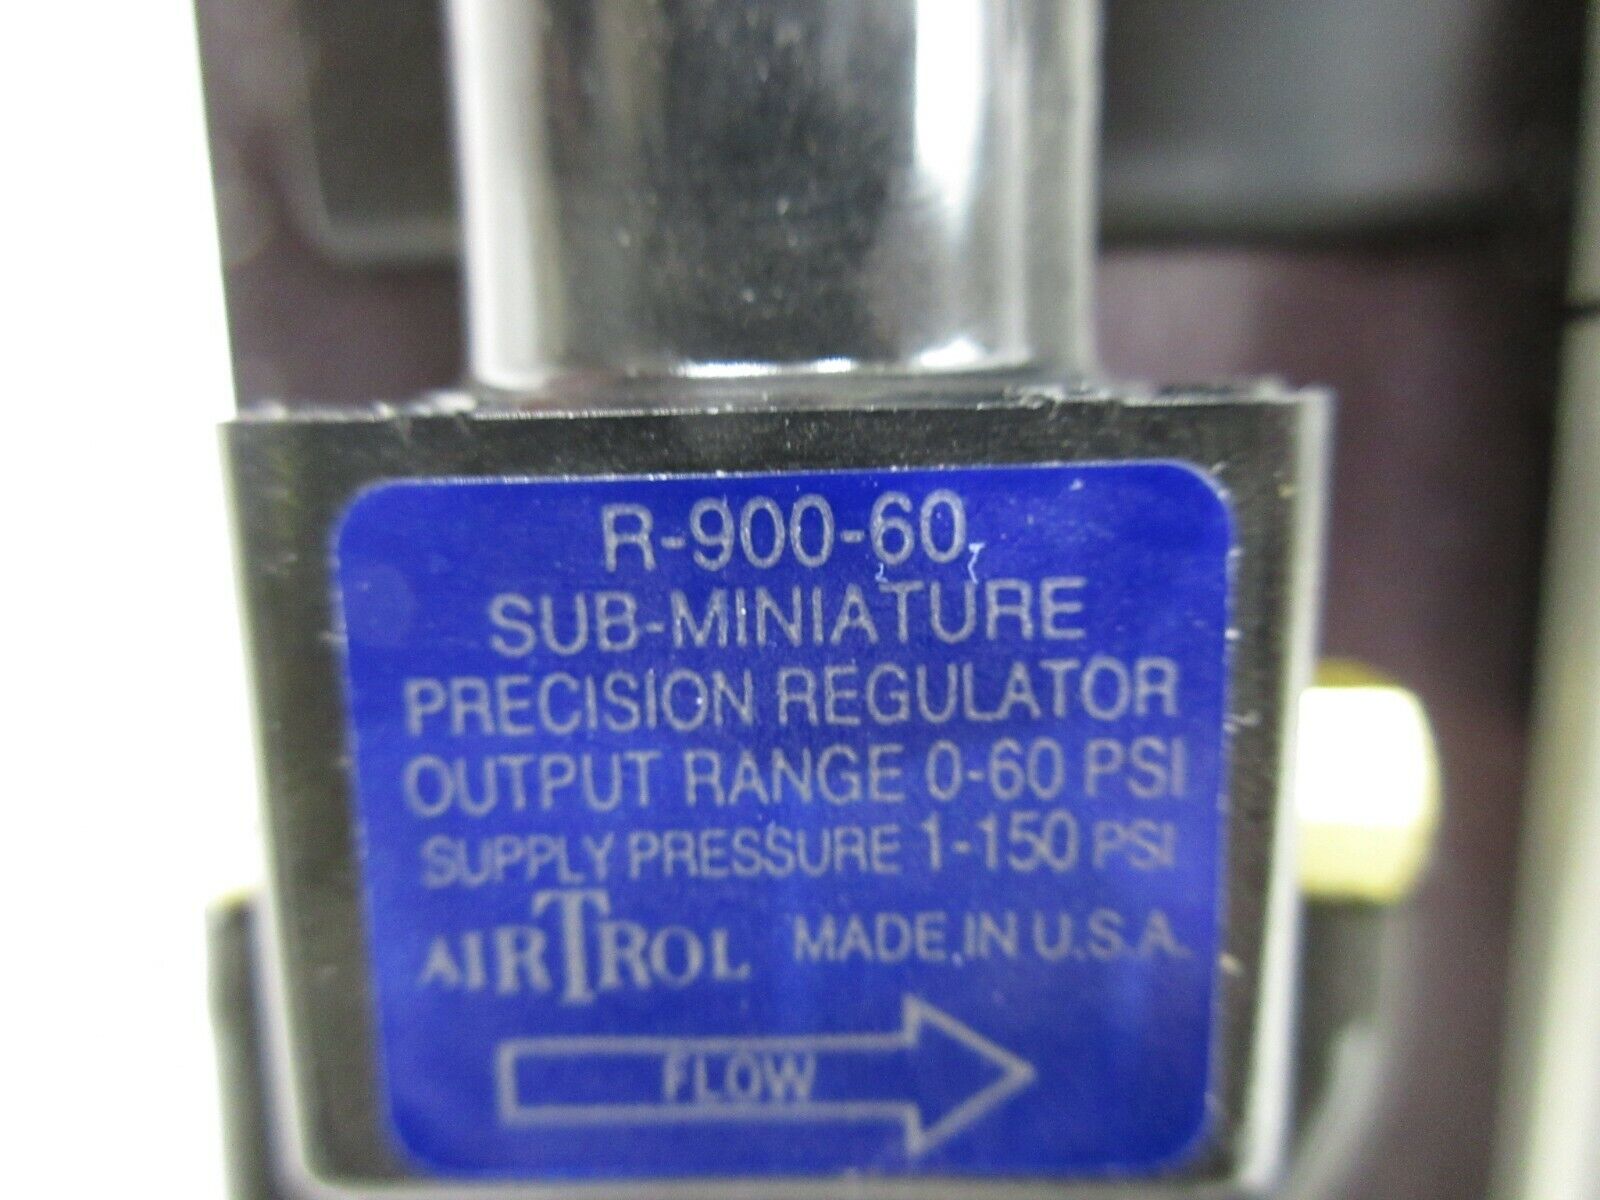 R-900-60
SUB-MINIATURE
PRECISION REGULATOR
OUTPUT RANGE 0-60 PSI
SUPPLY PRESSURE 1-150 PSI
AIRTROL MADE IN U.S.A.
FLOW